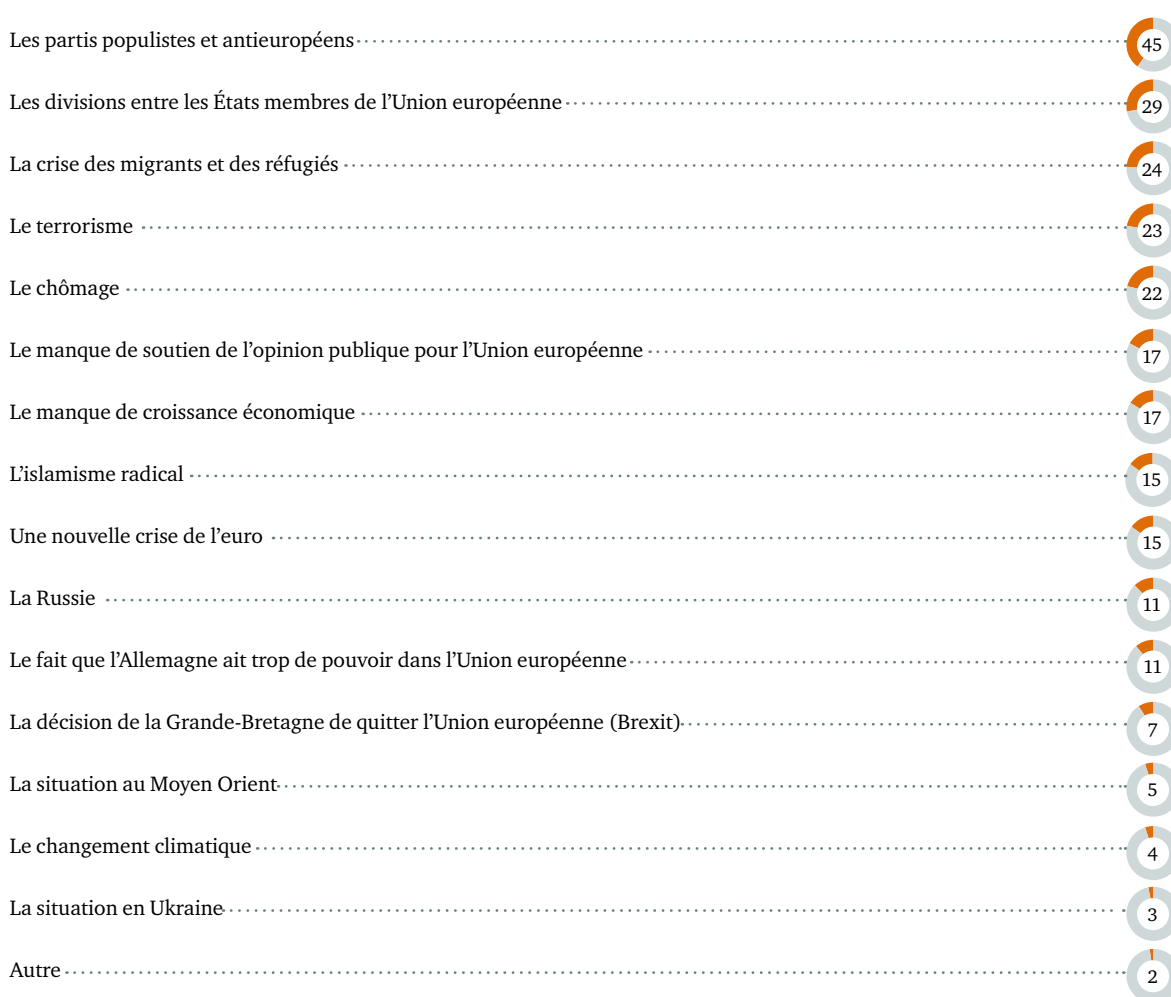 Les partis populistes et antieuropéens 45
Les divisions entre les États membres de l’Union européenne 29
La crise des migrants et des réfugiés 24
Le terrorisme 23
Le chômage 22
Le manque de soutien de l’opinion publique pour l’Union européenne 17
Le manque de croissance économique 17
L’islamisme radical 15
Une nouvelle crise de l’euro 15
La Russie 11
Le fait que l’Allemagne ait trop de pouvoir dans l’Union européenne 11
La décision de la Grande-Bretagne de quitter l’Union européenne (Brexit) 7
La situation au Moyen Orient 5
Le changement climatique 4
La situation en Ukraine 3
Autre 2